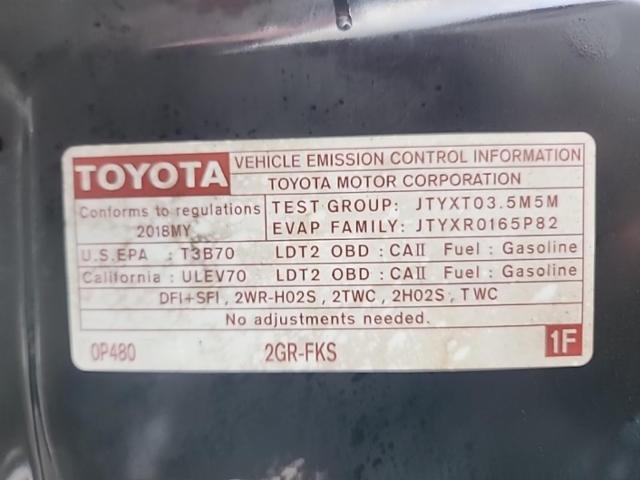 TOYOTA VEHICLE EMISSION CONTROL INFORMATION
TOYOTA MOTOR CORPORATION
Conforms to regulations
2018MY
TEST GROUP: JTYXT03.5M5M
EVAP FAMILY: JTYXR0165P82
U.S.EPA : T3B70 LDT2 OBD : CAII Fuel : Gasoline
California : ULEV70 LDT2 OBD : CAII Fuel : Gasoline
DFI+SFI, 2WR-HO2S, 2TWC, 2HO2S, TWC
No adjustments needed.
0P480 2GR-FKS 1F